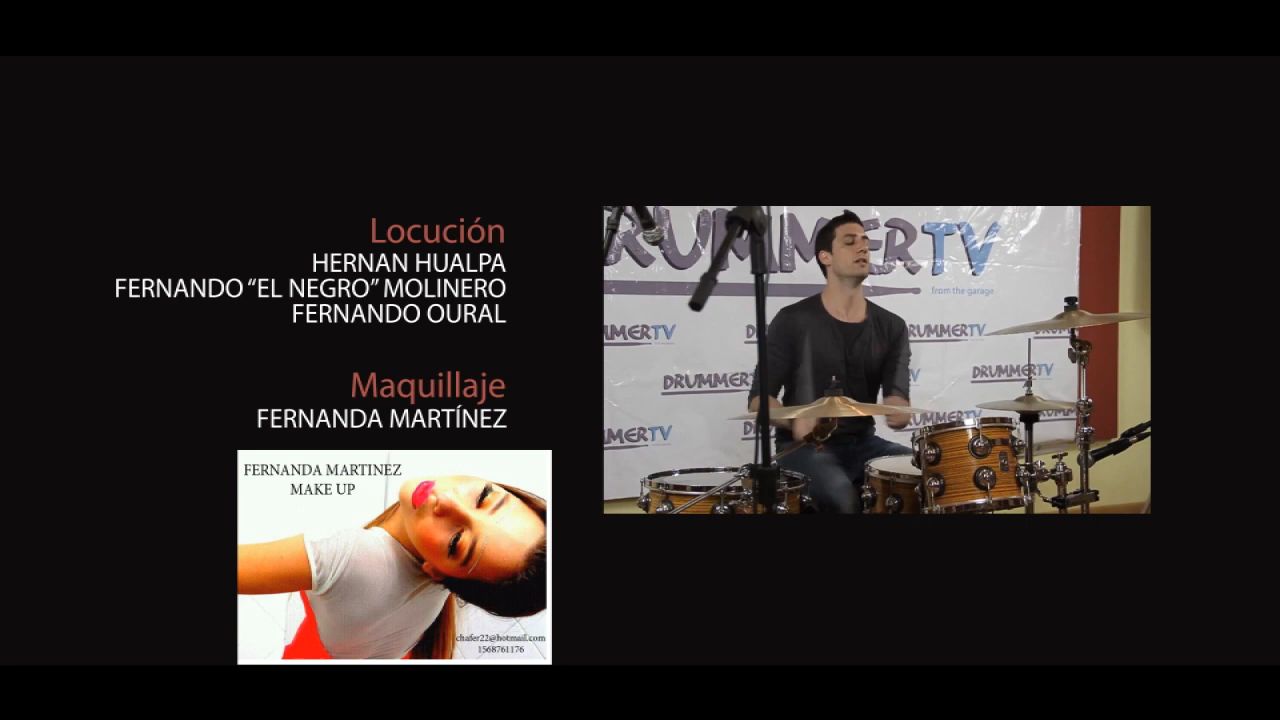 Locución
HERNAN HUALPA
FERNANDO “EL NEGRO” MOLINERO
FERNANDO OURAL
Maquillaje
FERNANDA MARTÍNEZ
FERNANDA MARTINEZ
MAKE UP
chafer22@hotmail.com
1568761176
DRUMMERTV
from the garage
DRUMMERTV
DRUMMERTV
DRUMMERTV